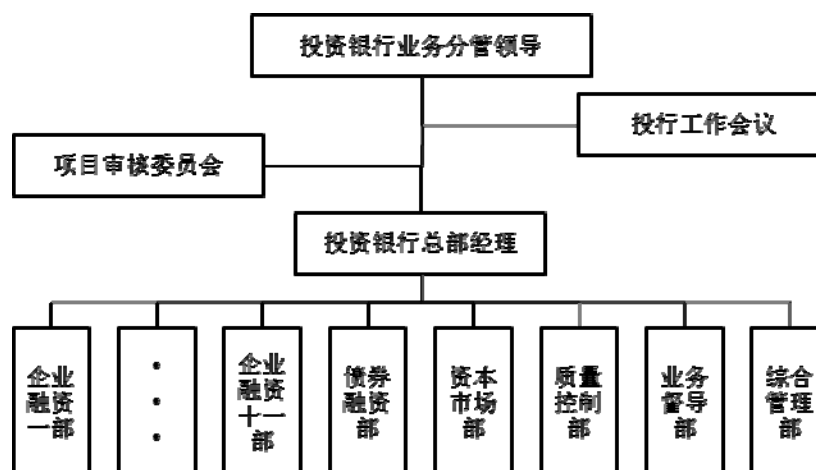 投资银行业务分管领导
投行工作会议
项目审核委员会
投资银行总部经理
企业
融资
一部
•
•
•
企业
融资
十一
部
债券
融资
部
资本
市场
部
质量
控制
部
业务
督导
部
综合
管理
部